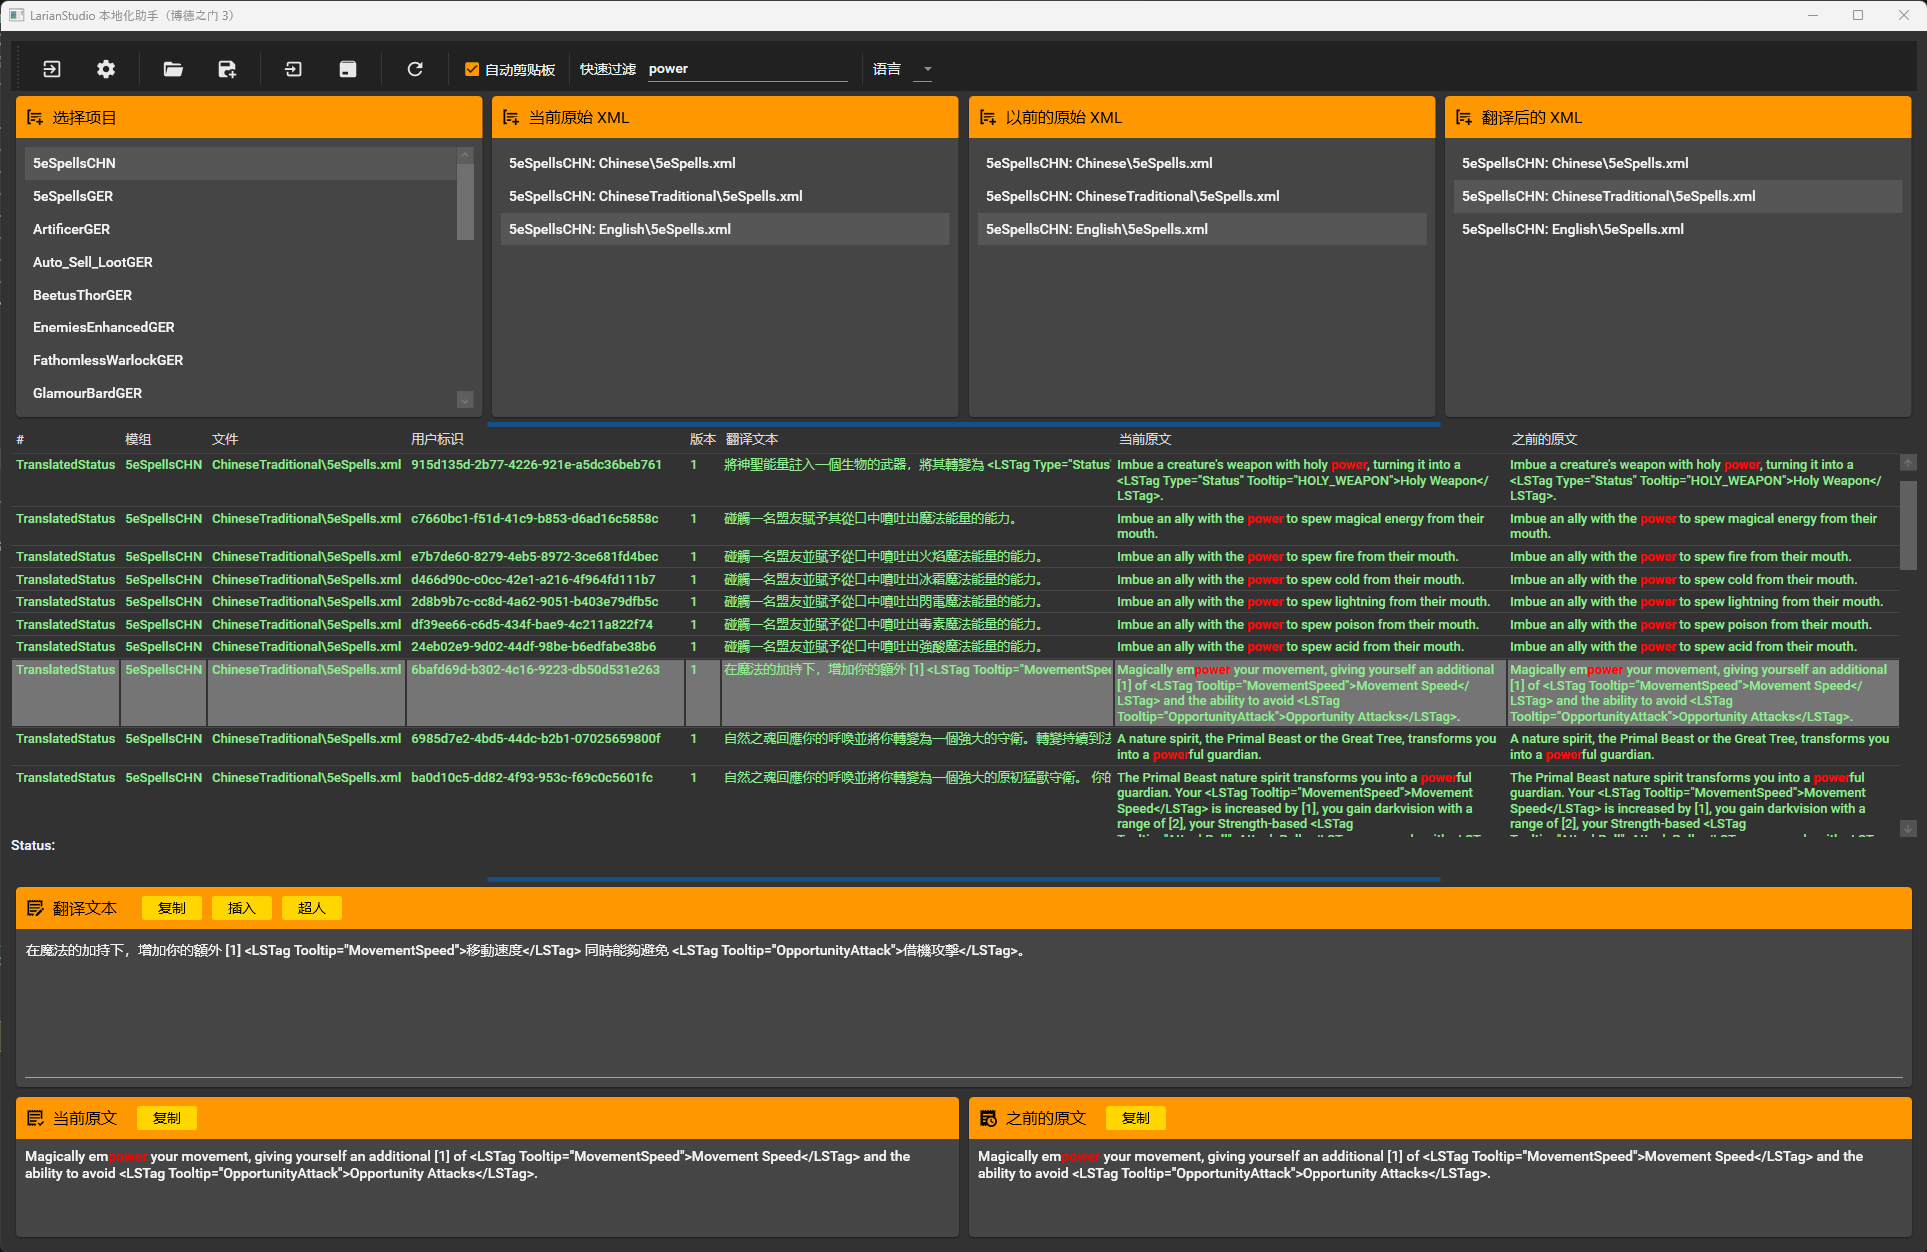 LarianStudio 本地化助手（博德之门 3）
自动剪贴板
快速过滤
power
语言
选择项目
5eSpellsCHN
5eSpellsGER
ArtificerGER
Auto_Sell_LootGER
BeetusThorGER
EnemiesEnhancedGER
FathomlessWarlockGER
GlamourBardGER
当前原始 XML
5eSpellsCHN: Chinese\5eSpells.xml
5eSpellsCHN: ChineseTraditional\5eSpells.xml
5eSpellsCHN: English\5eSpells.xml
以前的原始 XML
5eSpellsCHN: Chinese\5eSpells.xml
5eSpellsCHN: ChineseTraditional\5eSpells.xml
5eSpellsCHN: English\5eSpells.xml
翻译后的 XML
5eSpellsCHN: Chinese\5eSpells.xml
5eSpellsCHN: ChineseTraditional\5eSpells.xml
5eSpellsCHN: English\5eSpells.xml
# 模组 文件 用户标识 版本 翻译文本 当前原文 之前的原文
TranslatedStatus 5eSpellsCHN ChineseTraditional\5eSpells.xml 915d135d-2b77-4226-921e-a5dc36beb761 1 將神聖能量註入一個生物的武器，將其轉變為 <LSTag Type="Status"
Imbue a creature's weapon with holy power, turning it into a
<LSTag Type="Status" Tooltip="HOLY_WEAPON">Holy Weapon</
LSTag>.
Imbue a creature's weapon with holy power, turning it into a
<LSTag Type="Status" Tooltip="HOLY_WEAPON">Holy Weapon</
LSTag>.
TranslatedStatus 5eSpellsCHN ChineseTraditional\5eSpells.xml c7660bc1-f51d-41c9-b853-d6ad16c5858c 1 碰觸一名盟友賦予其從口中噴吐出魔法能量的能力。
Imbue an ally with the power to spew magical energy from their
mouth.
Imbue an ally with the power to spew magical energy from their
mouth.
TranslatedStatus 5eSpellsCHN ChineseTraditional\5eSpells.xml e7b7de60-8279-4eb5-8972-3ce681fd4bec 1 碰觸一名盟友並賦予從口中噴吐出火焰魔法能量的能力。 Imbue an ally with the power to spew fire from their mouth. Imbue an ally with the power to spew fire from their mouth.
TranslatedStatus 5eSpellsCHN ChineseTraditional\5eSpells.xml d466d90c-c0cc-42e1-a216-4f964fd111b7 1 碰觸一名盟友並賦予從口中噴吐出冰霜魔法能量的能力。 Imbue an ally with the power to spew cold from their mouth. Imbue an ally with the power to spew cold from their mouth.
TranslatedStatus 5eSpellsCHN ChineseTraditional\5eSpells.xml 2d8b9b7c-cc8d-4a62-9051-b403e79dfb5c 1 碰觸一名盟友並賦予從口中噴吐出閃電魔法能量的能力。 Imbue an ally with the power to spew lightning from their mouth. Imbue an ally with the power to spew lightning from their mouth.
TranslatedStatus 5eSpellsCHN ChineseTraditional\5eSpells.xml df39ee66-c6d5-434f-bae9-4c211a822f74 1 碰觸一名盟友並賦予從口中噴吐出毒素魔法能量的能力。 Imbue an ally with the power to spew poison from their mouth. Imbue an ally with the power to spew poison from their mouth.
TranslatedStatus 5eSpellsCHN ChineseTraditional\5eSpells.xml 24eb02e9-9d02-44df-98be-b6edfabe38b6 1 碰觸一名盟友並賦予從口中噴吐出強酸魔法能量的能力。 Imbue an ally with the power to spew acid from their mouth. Imbue an ally with the power to spew acid from their mouth.
TranslatedStatus 5eSpellsCHN ChineseTraditional\5eSpells.xml 6bafd69d-b302-4c16-9223-db50d531e263 1 在魔法的加持下，增加你的額外 [1] <LSTag Tooltip="MovementSpee
Magically empower your movement, giving yourself an additional
[1] of <LSTag Tooltip="MovementSpeed">Movement Speed</
LSTag> and the ability to avoid <LSTag
Tooltip="OpportunityAttack">Opportunity Attacks</LSTag>.
Magically empower your movement, giving yourself an additional
[1] of <LSTag Tooltip="MovementSpeed">Movement Speed</
LSTag> and the ability to avoid <LSTag
Tooltip="OpportunityAttack">Opportunity Attacks</LSTag>.
TranslatedStatus 5eSpellsCHN ChineseTraditional\5eSpells.xml 6985d7e2-4bd5-44dc-b2b1-07025659800f 1 自然之魂回應你的呼喚並將你轉變為一個強大的守衛。轉變持續到法
A nature spirit, the Primal Beast or the Great Tree, transforms you
into a powerful guardian.
A nature spirit, the Primal Beast or the Great Tree, transforms you
into a powerful guardian.
TranslatedStatus 5eSpellsCHN ChineseTraditional\5eSpells.xml ba0d10c5-dd82-4f93-953c-f69c0c5601fc 1 自然之魂回應你的呼喚並將你轉變為一個強大的原初猛獸守衛。 你的
The Primal Beast nature spirit transforms you into a powerful
guardian. Your <LSTag Tooltip="MovementSpeed">Movement
Speed</LSTag> is increased by [1], you gain darkvision with a
range of [2], your Strength-based <LSTag
The Primal Beast nature spirit transforms you into a powerful
guardian. Your <LSTag Tooltip="MovementSpeed">Movement
Speed</LSTag> is increased by [1], you gain darkvision with a
range of [2], your Strength-based <LSTag
Status:
翻译文本 复制 插入 超人
在魔法的加持下，增加你的額外 [1] <LSTag Tooltip="MovementSpeed">移動速度</LSTag> 同時能夠避免 <LSTag Tooltip="OpportunityAttack">借機攻擊</LSTag>。
当前原文 复制
Magically empower your movement, giving yourself an additional [1] of <LSTag Tooltip="MovementSpeed">Movement Speed</LSTag> and the
ability to avoid <LSTag Tooltip="OpportunityAttack">Opportunity Attacks</LSTag>.
之前的原文 复制
Magically empower your movement, giving yourself an additional [1] of <LSTag Tooltip="MovementSpeed">Movement Speed</LSTag> and the
ability to avoid <LSTag Tooltip="OpportunityAttack">Opportunity Attacks</LSTag>.